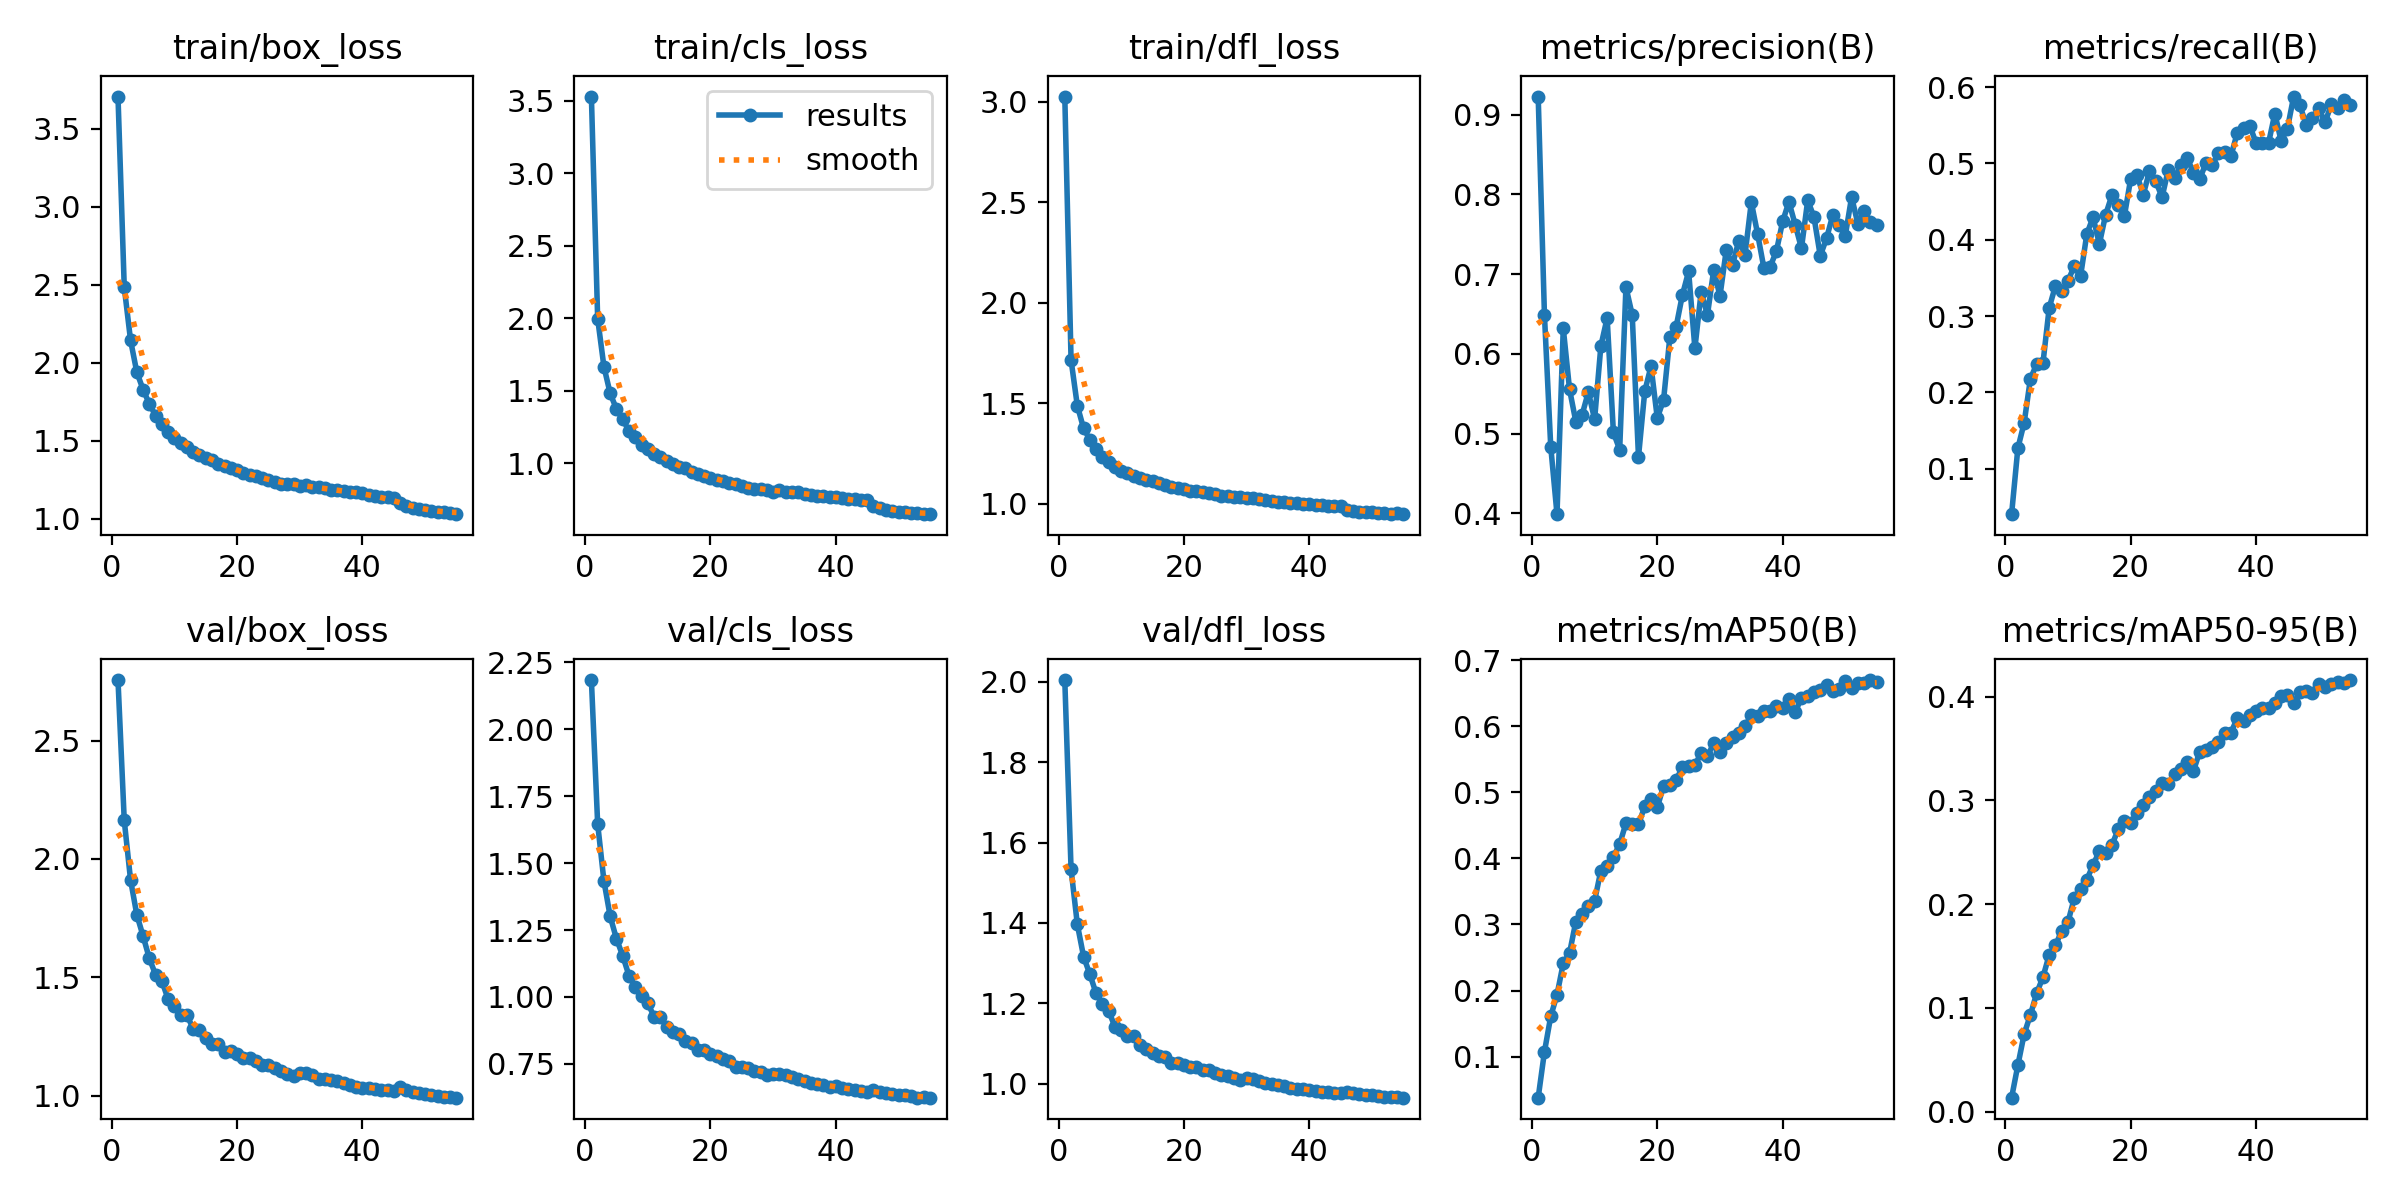 train/box_loss
3.5
3.0
2.5
2.0
1.5
1.0
0 20 40
train/cls_loss
results
smooth
3.5
3.0
2.5
2.0
1.5
1.0
0 20 40
train/dfl_loss
3.0
2.5
2.0
1.5
1.0
0 20 40
metrics/precision(B)
0.9
0.8
0.7
0.6
0.5
0.4
0 20 40
metrics/recall(B)
0.6
0.5
0.4
0.3
0.2
0.1
0 20 40
val/box_loss
2.5
2.0
1.5
1.0
0 20 40
val/cls_loss
2.25
2.00
1.75
1.50
1.25
1.00
0.75
0 20 40
val/dfl_loss
2.0
1.8
1.6
1.4
1.2
1.0
0 20 40
metrics/mAP50(B)
0.7
0.6
0.5
0.4
0.3
0.2
0.1
0 20 40
metrics/mAP50-95(B)
0.4
0.3
0.2
0.1
0.0
0 20 40